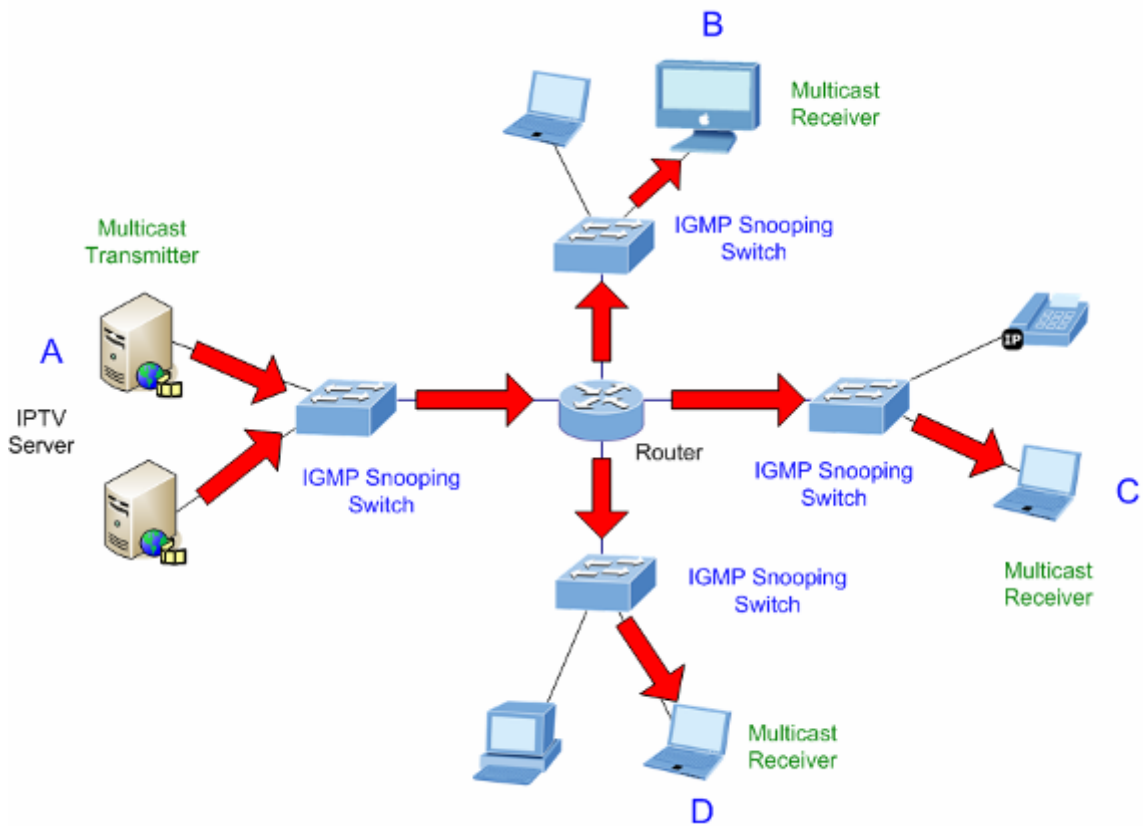 B
Multicast
Receiver
IGMP Snooping
Switch
Multicast
Transmitter
A
IPTV
Server
IGMP Snooping
Switch
Router
IP
IGMP Snooping
Switch
C
Multicast
Receiver
IGMP Snooping
Switch
Multicast
Receiver
D